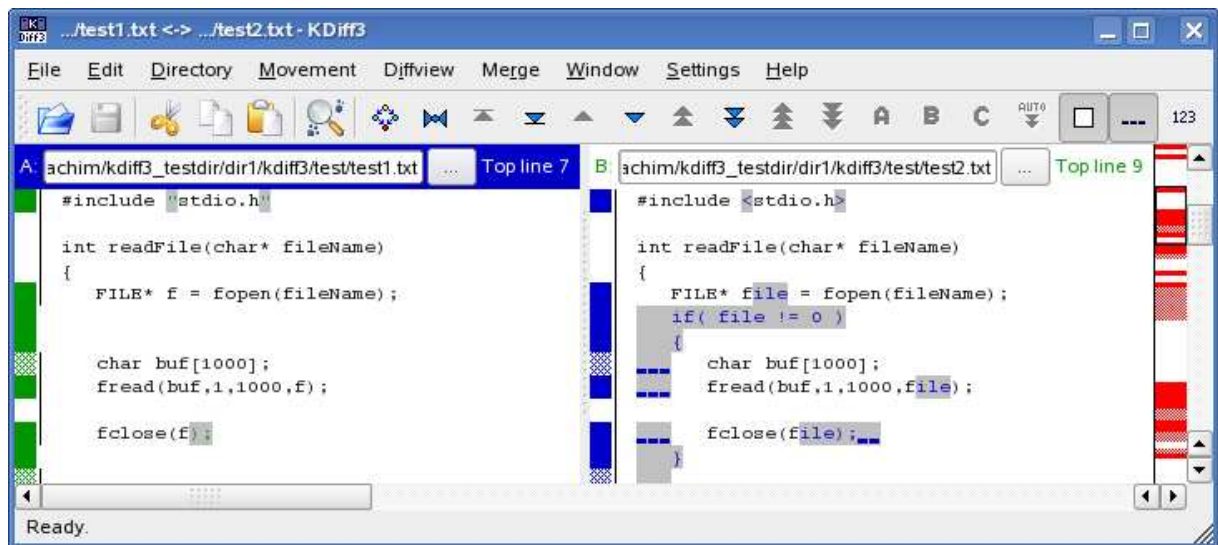 KDiff3
.../test1.txt <-> .../test2.txt - KDiff3
File Edit Directory Movement Diffview Merge Window Settings Help
A B C AUTO 123
A: achim/kdiff3_testdir/dir1/kdiff3/test/test1.txt ... Top line 7
#include "stdio.h"
int readFile(char* fileName)
{
FILE* f = fopen(fileName);
char buf[1000];
fread(buf,1,1000,f);
fclose(f);
B: achim/kdiff3_testdir/dir1/kdiff3/test/test2.txt ... Top line 9
#include <stdio.h>
int readFile(char* fileName)
{
FILE* file = fopen(fileName);
if( file != 0 )
{
char buf[1000];
fread(buf,1,1000,file);
fclose(file);
}
Ready.